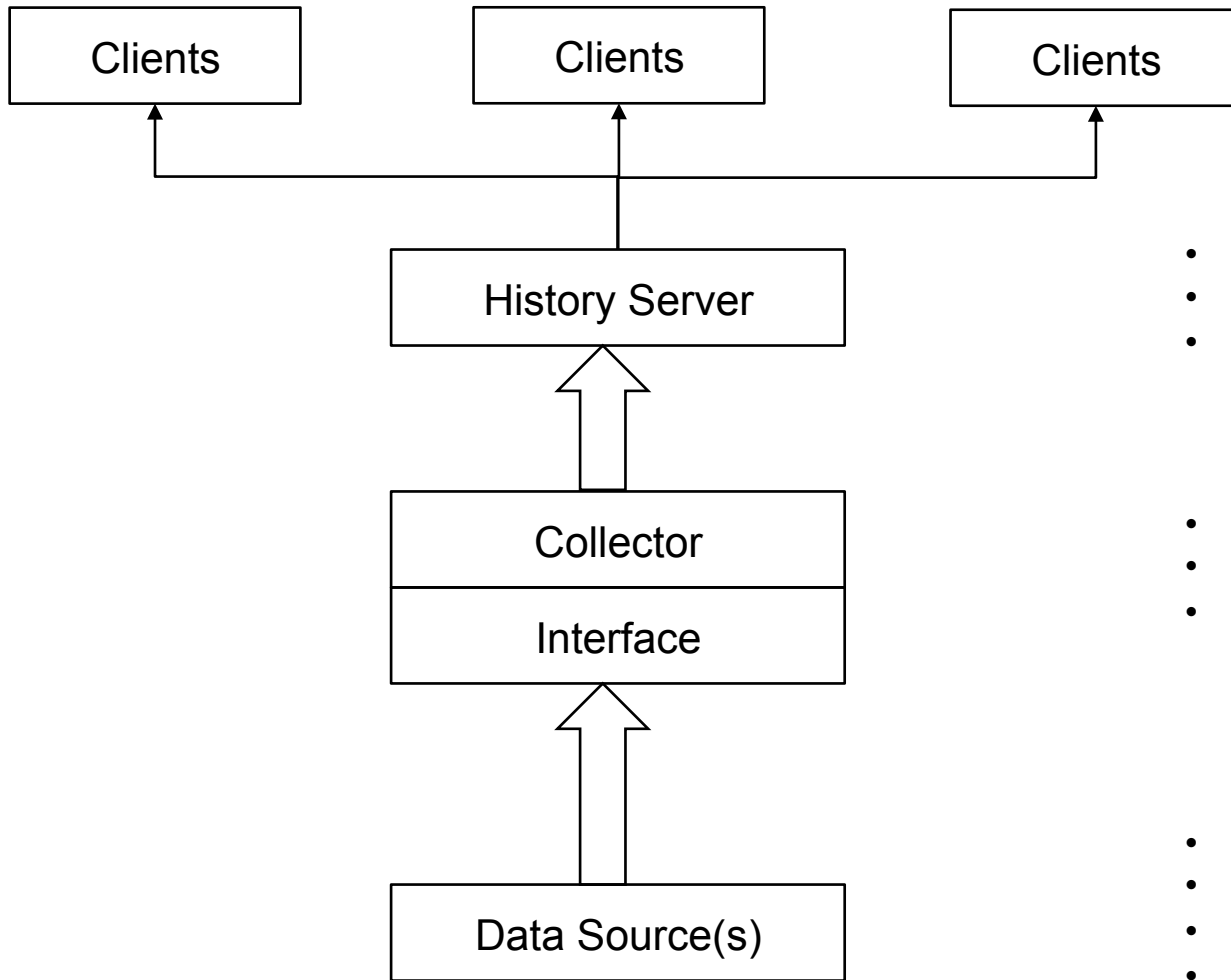 Clients
Clients
Clients
History Server
Collector
Interface
Data Source(s)